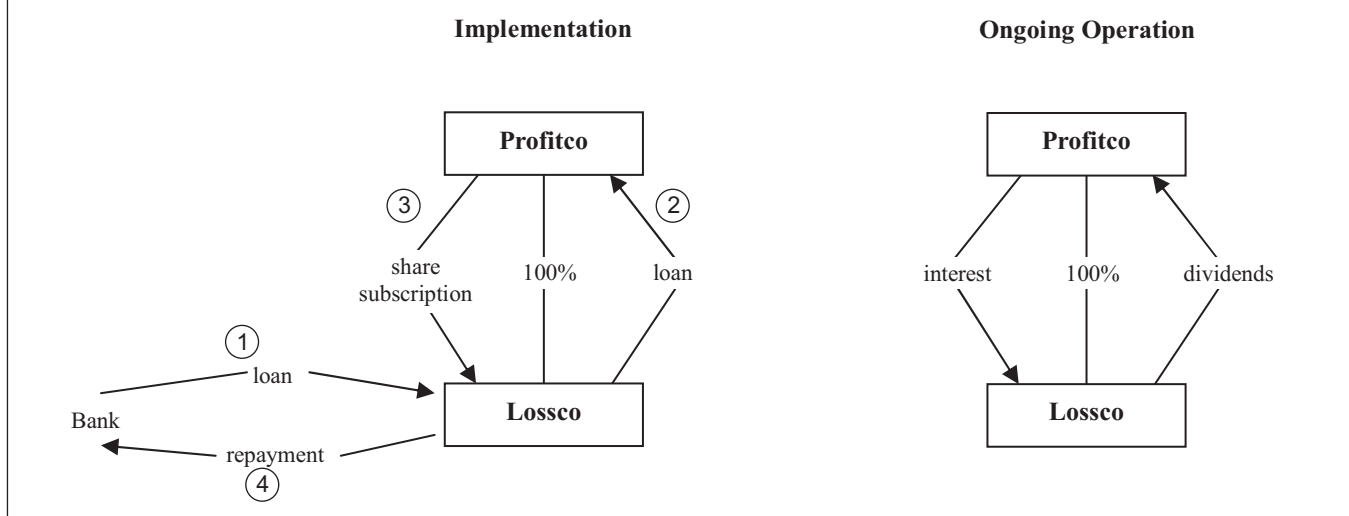 Implementation
Profitco
3
2
share
subscription
100%
loan
1
loan
Bank
Lossco
repayment
4
Ongoing Operation
Profitco
interest
100%
dividends
Lossco